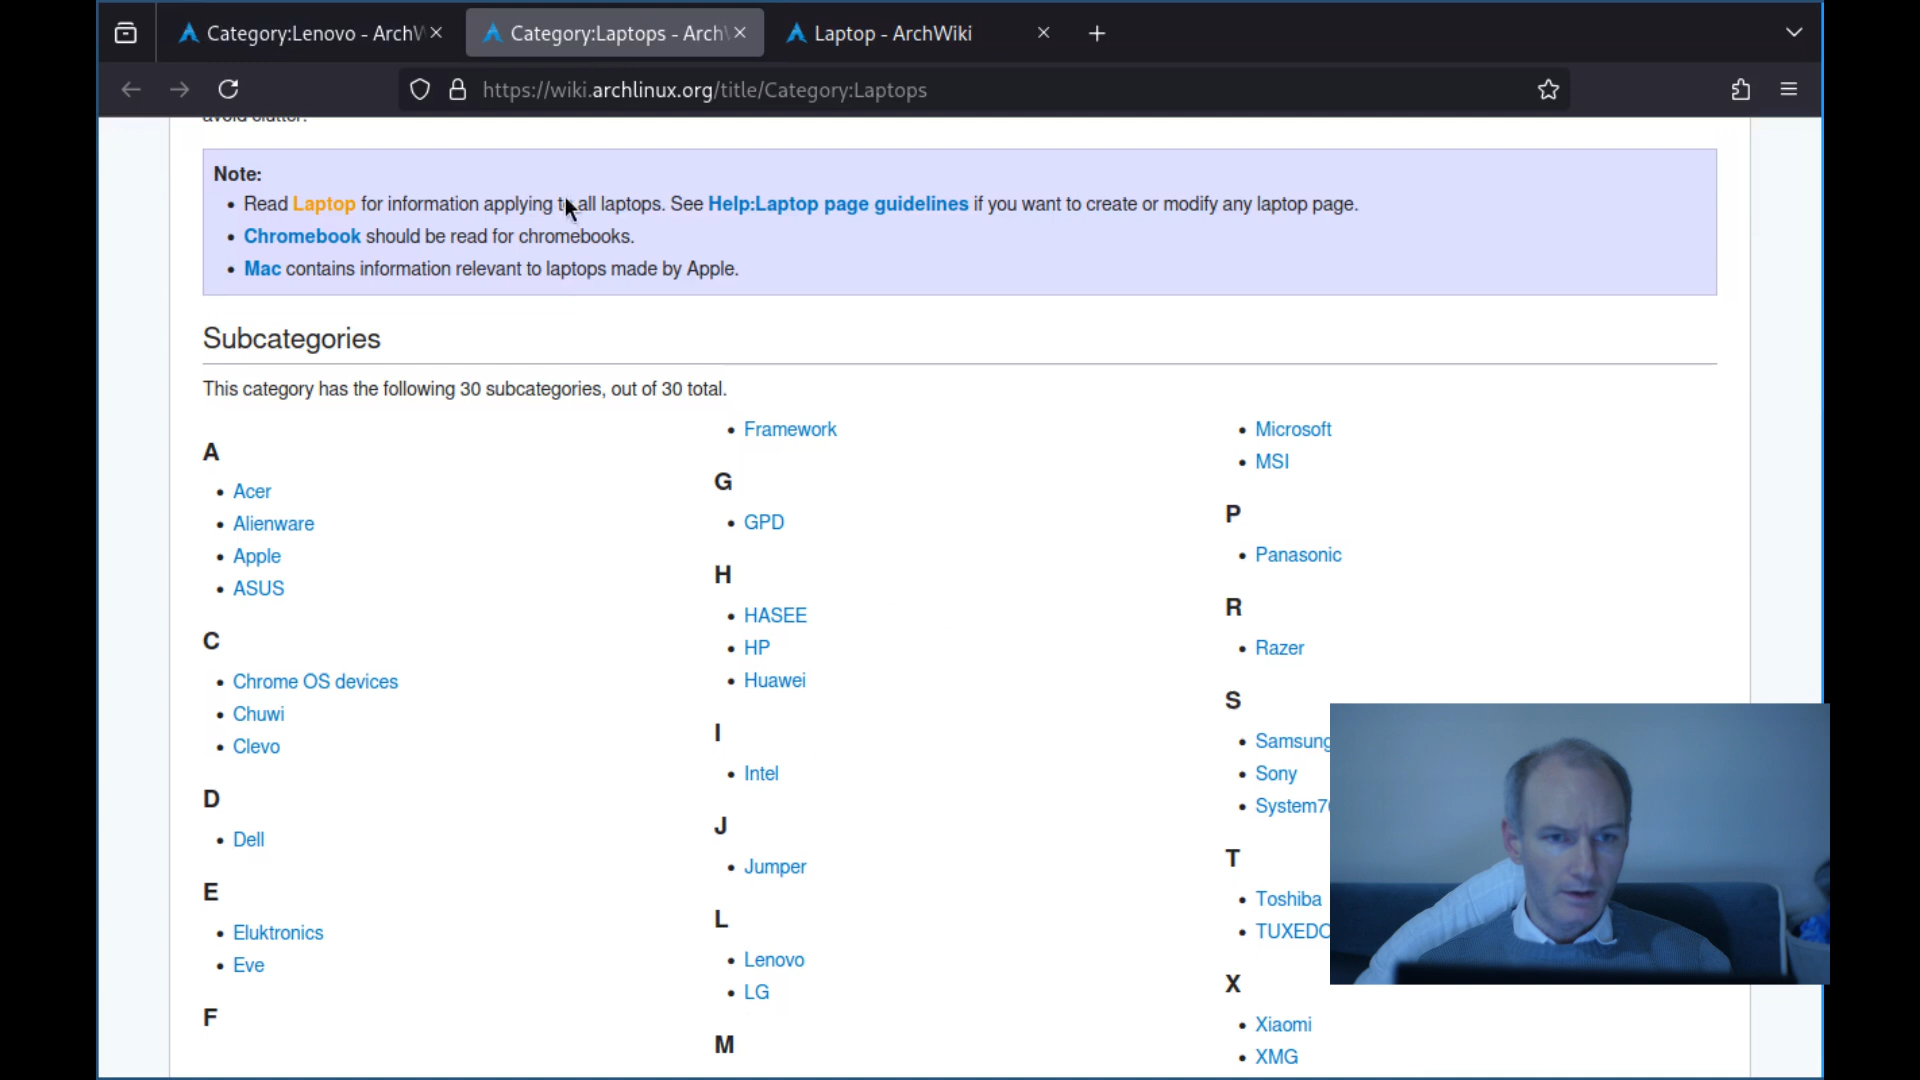 Category:Lenovo - ArchW
Category:Laptops - Arch
Laptop - ArchWiki
https://wiki.archlinux.org/title/Category:Laptops
avoid clutter.
Note:
Read Laptop for information applying to all laptops. See Help:Laptop page guidelines if you want to create or modify any laptop page.
Chromebook should be read for chromebooks.
Mac contains information relevant to laptops made by Apple.
Subcategories
This category has the following 30 subcategories, out of 30 total.
A
Acer
Alienware
Apple
ASUS
C
Chrome OS devices
Chuwi
Clevo
D
Dell
E
Eluktronics
Eve
F
Framework
G
GPD
H
HASEE
HP
Huawei
I
Intel
J
Jumper
L
Lenovo
LG
M
Microsoft
MSI
P
Panasonic
R
Razer
S
Samsung
Sony
System7
T
Toshiba
TUXEDO
X
Xiaomi
XMG